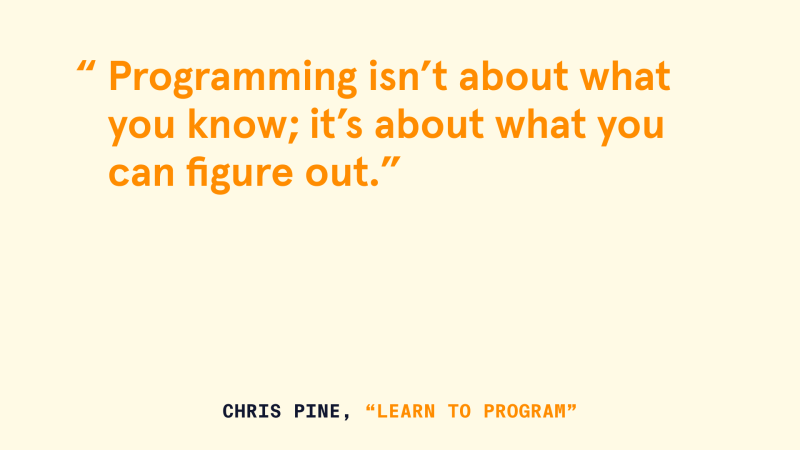 “ Programming isn’t about what
you know; it’s about what you
can figure out.”
CHRIS PINE, “LEARN TO PROGRAM”